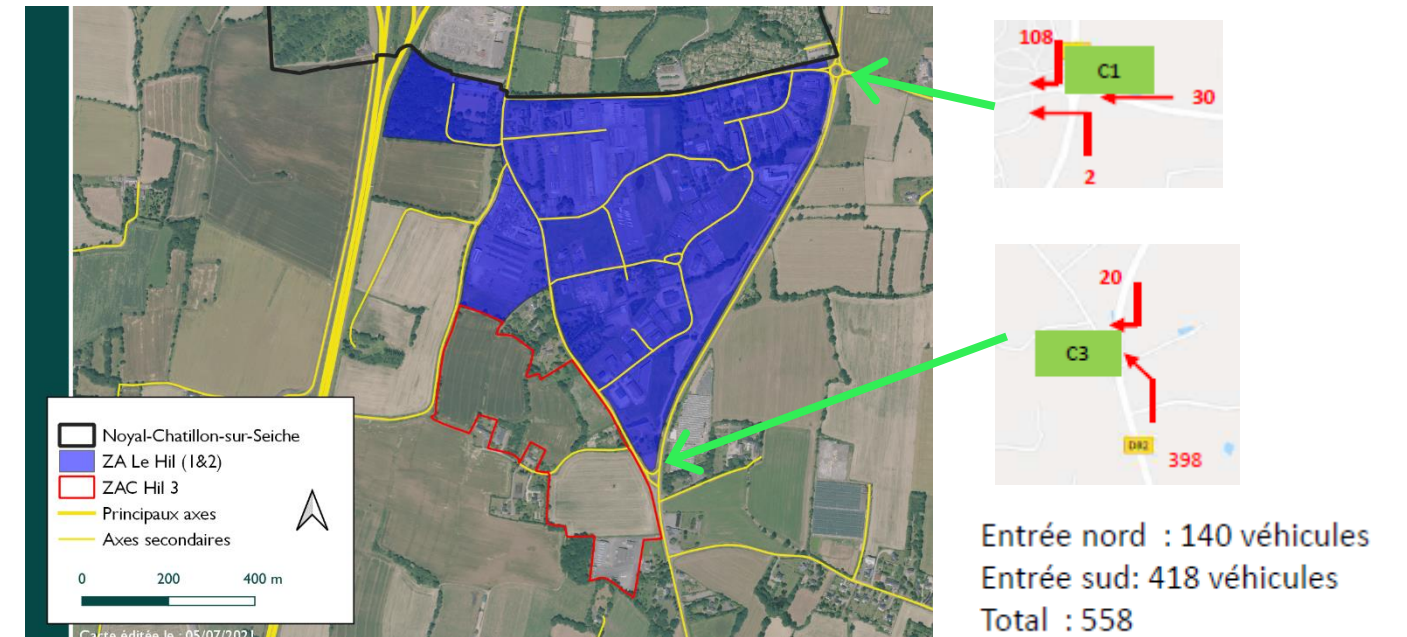 Noyal-Chatillon-sur-Seiche
ZA Le Hil (1&2)
ZAC Hil 3
Principaux axes
Axes secondaires
0 200 400 m
Carte éditée le : 05/07/2021
108
C1
30
2
20
C3
D82
398
Entrée nord : 140 véhicules
Entrée sud: 418 véhicules
Total : 558